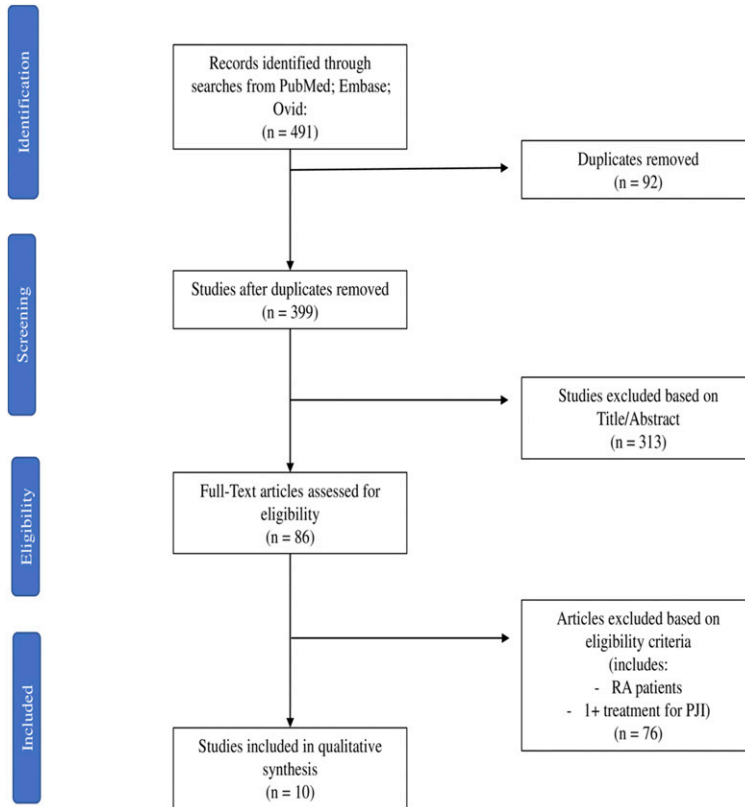 Identification
Records identified through
searches from PubMed; Embase;
Ovid:
(n = 491)
Duplicates removed
(n = 92)
Screening
Studies after duplicates removed
(n = 399)
Studies excluded based on
Title/Abstract
(n = 313)
Eligibility
Full-Text articles assessed for
eligibility
(n = 86)
Articles excluded based on
eligibility criteria
(includes:
- RA patients
- 1+ treatment for PJI)
(n = 76)
Included
Studies included in qualitative
synthesis
(n = 10)